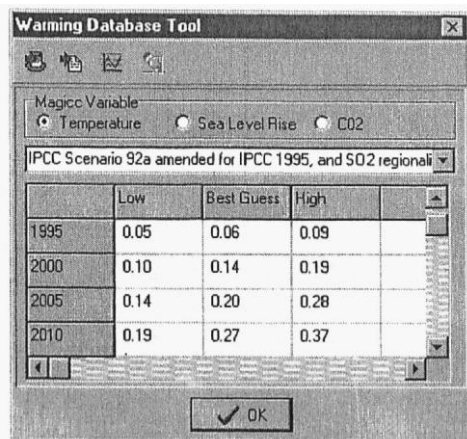 Warming Database Tool
Magicc Variable
Temperature Sea Level Rise C02
IPCC Scenario 92a amended for IPCC 1995, and SO2 regionali
Low Best Guess High
1995 0.05 0.06 0.09
2000 0.10 0.14 0.19
2005 0.14 0.20 0.28
2010 0.19 0.27 0.37
OK